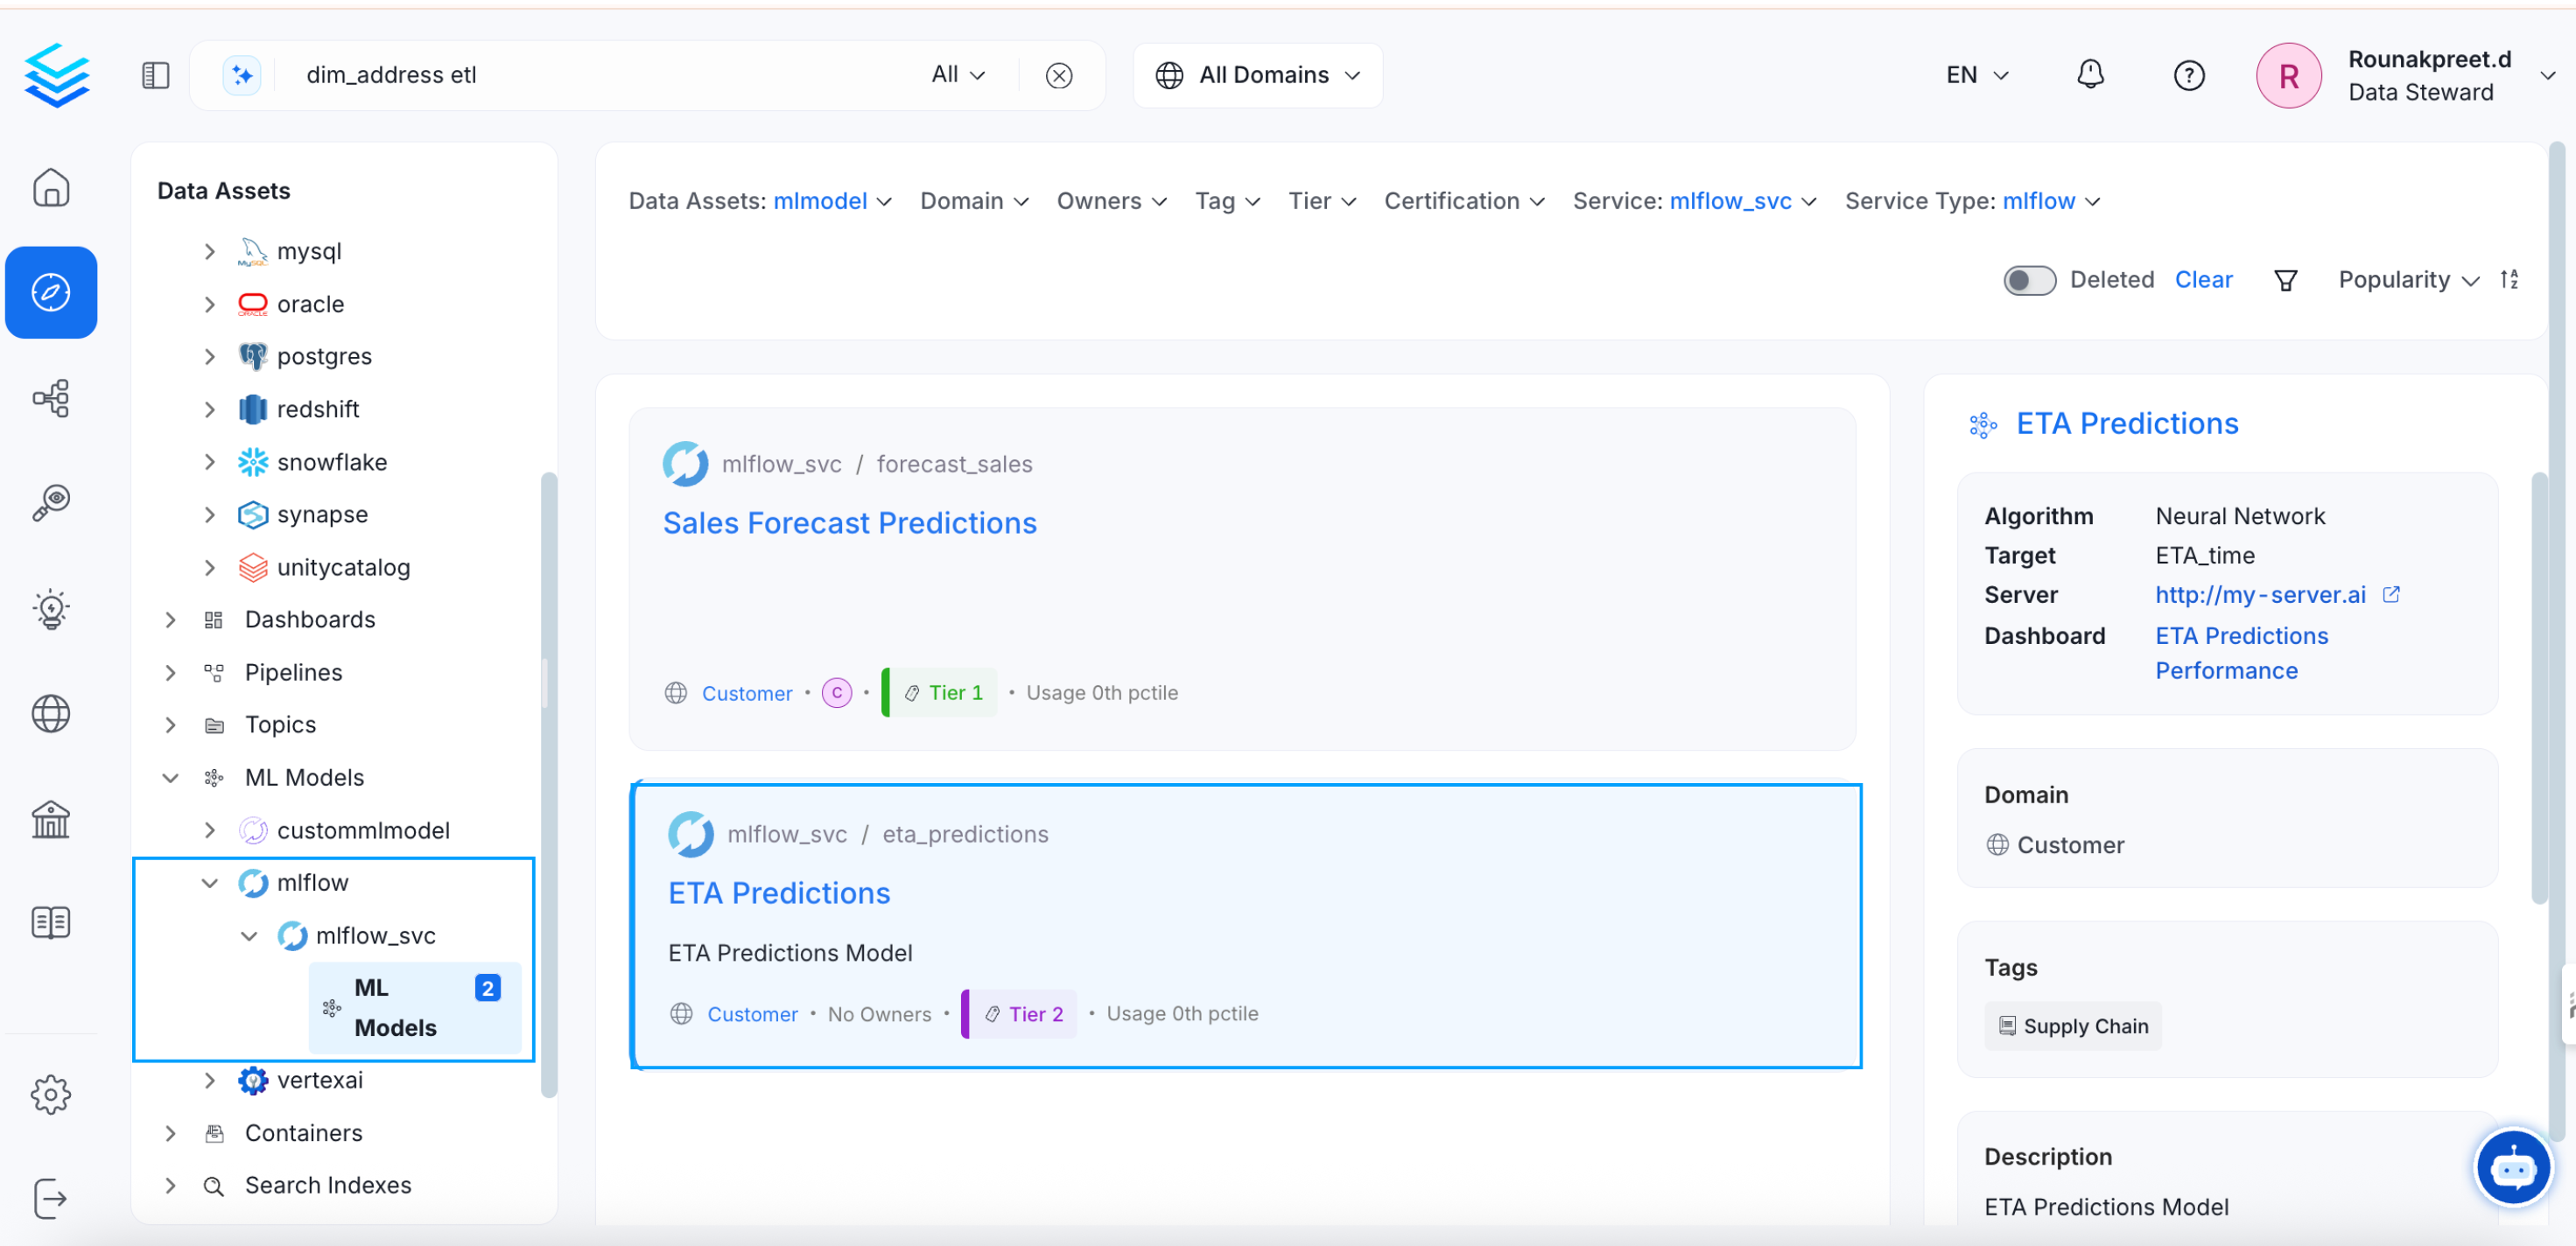 dim_address etl
All
All Domains
EN
R
Rounakpreet.d
Data Steward
Data Assets
mysql
oracle
postgres
redshift
snowflake
synapse
unitycatalog
Dashboards
Pipelines
Topics
ML Models
custommlmodel
mlflow
mlflow_svc
ML
Models
2
vertexai
Containers
Search Indexes
Data Assets: mlmodel
Domain
Owners
Tag
Tier
Certification
Service: mlflow_svc
Service Type: mlflow
Deleted
Clear
Popularity
mlflow_svc / forecast_sales
Sales Forecast Predictions
Customer • C • Tier 1 • Usage 0th pctile
mlflow_svc / eta_predictions
ETA Predictions
ETA Predictions Model
Customer • No Owners • Tier 2 • Usage 0th pctile
ETA Predictions
Algorithm Neural Network
Target ETA_time
Server http://my-server.ai
Dashboard ETA Predictions
Performance
Domain
Customer
Tags
Supply Chain
Description
ETA Predictions Model